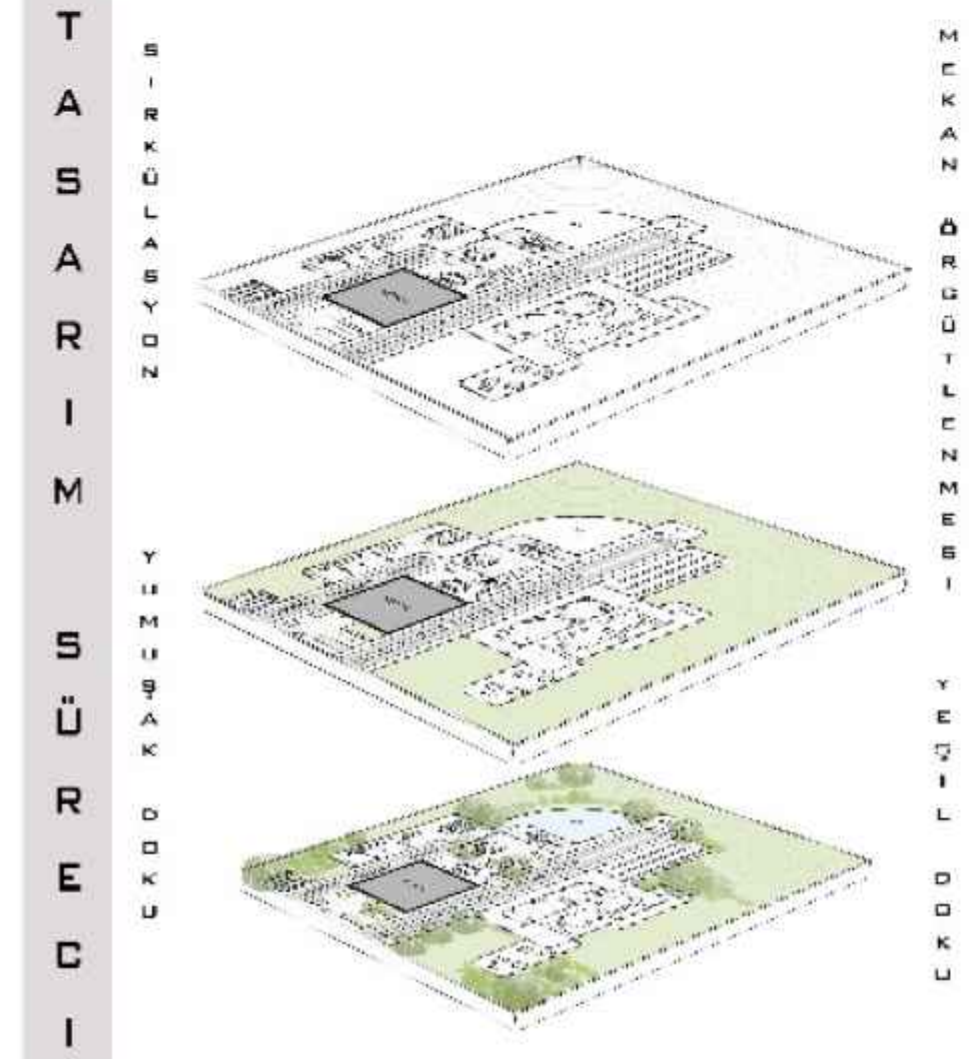 TASARIM SÜRECI
SIRKÜLASYON
MEKAN ÖRGÜTLENMESI
YUMUŞAK DOKU
YEŞIL DOKU